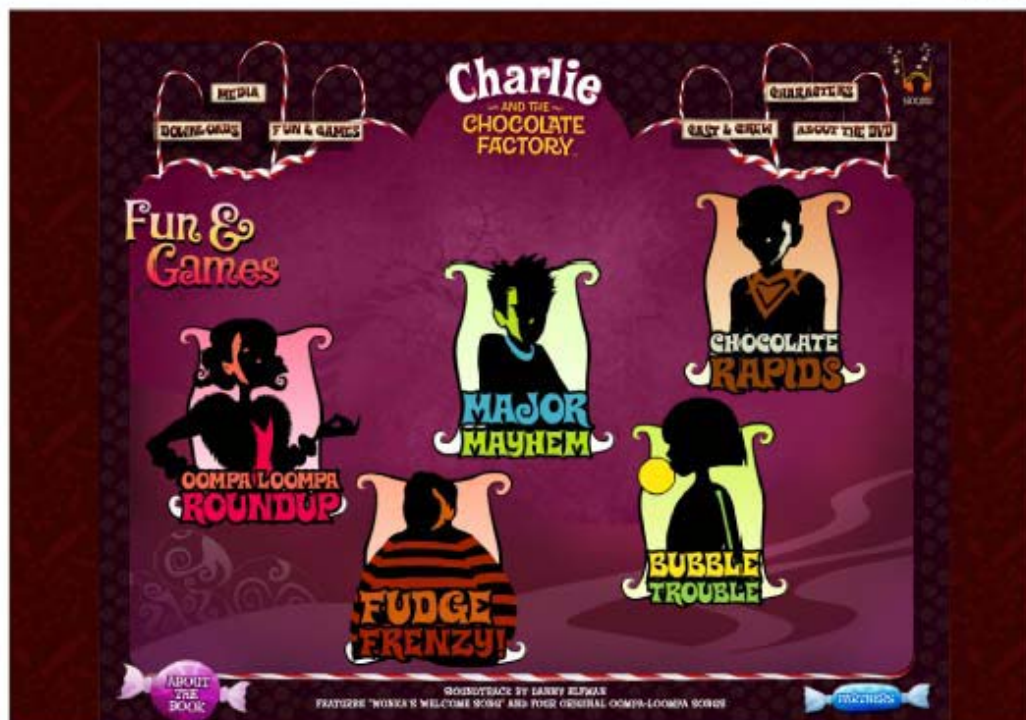 Charlie
AND THE
CHOCOLATE
FACTORY
MEDIA
DOWNLOADS
FUN & GAMES
CHARACTERS
CAST & CREW
ABOUT THE DVD
Fun &
Games
CHOCOLATE
RAPIDS
MAJOR
MAYHEM
OOMPA LOOMPA
ROUNDUP
BUBBLE
TROUBLE
FUDGE
FRENZY!
ABOUT
THE
BOOK
SOUNDTRACK BY DANNY ELFMAN
FEATURES "WONKA'S WELCOME SONG" AND FOUR ORIGINAL OOMPA-LOOMPA SONGS
PARTNERS